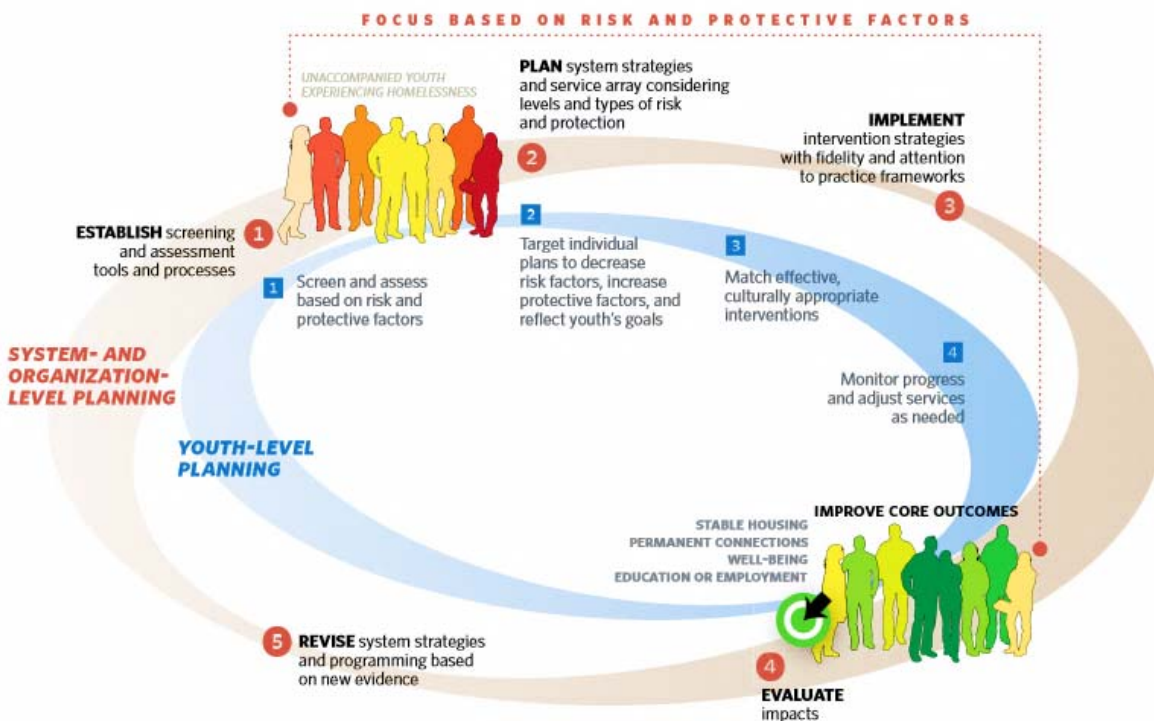 FOCUS BASED ON RISK AND PROTECTIVE FACTORS
UNACCOMPANIED YOUTH
EXPERIENCING HOMELESSNESS
1
ESTABLISH screening
and assessment
tools and processes
2
PLAN system strategies
and service array considering
levels and types of risk
and protection
3
IMPLEMENT
intervention strategies
with fidelity and attention
to practice frameworks
1
Screen and assess
based on risk and
protective factors
2
Target individual
plans to decrease
risk factors, increase
protective factors, and
reflect youth's goals
3
Match effective,
culturally appropriate
interventions
4
Monitor progress
and adjust services
as needed
SYSTEM- AND
ORGANIZATION-
LEVEL PLANNING
YOUTH-LEVEL
PLANNING
IMPROVE CORE OUTCOMES
STABLE HOUSING
PERMANENT CONNECTIONS
WELL-BEING
EDUCATION OR EMPLOYMENT
4
EVALUATE
impacts
5
REVISE system strategies
and programming based
on new evidence